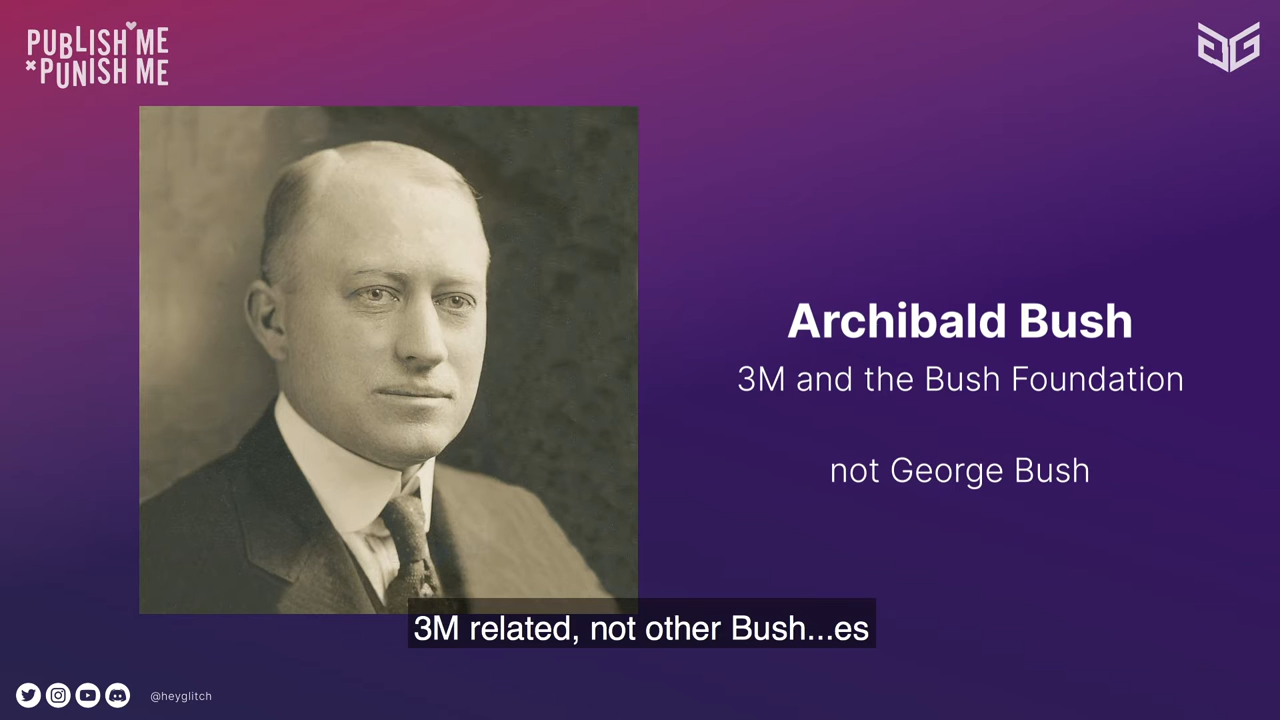 PUBLISH ME
PUNISH ME
Archibald Bush
3M and the Bush Foundation
not George Bush
3M related, not other Bush...es
@heyglitch